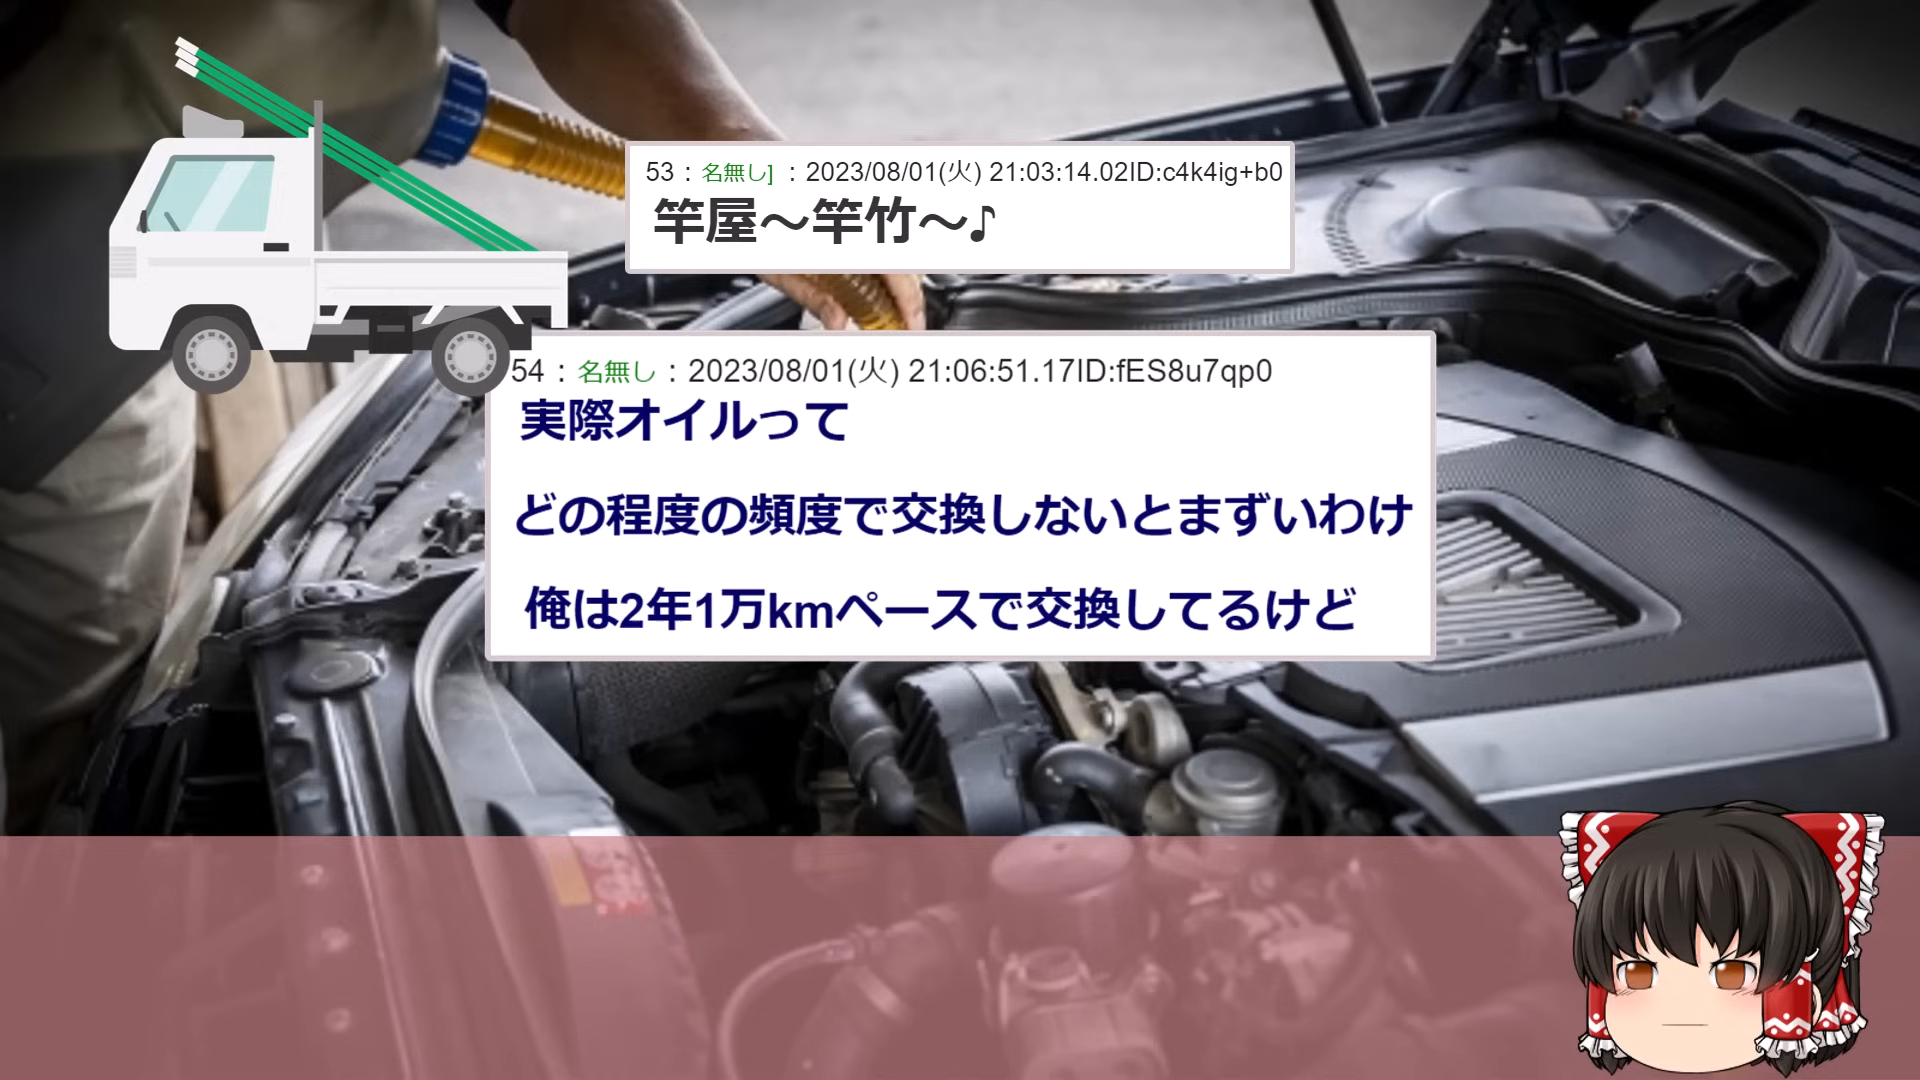 53：名無し]：2023/08/01(火) 21:03:14.02ID:c4k4ig+b0
竿屋～竿竹～♪
54：名無し：2023/08/01(火) 21:06:51.17ID:fES8u7qp0
実際オイルって
どの程度の頻度で交換しないとまずいわけ
俺は2年1万kmペースで交換してるけど